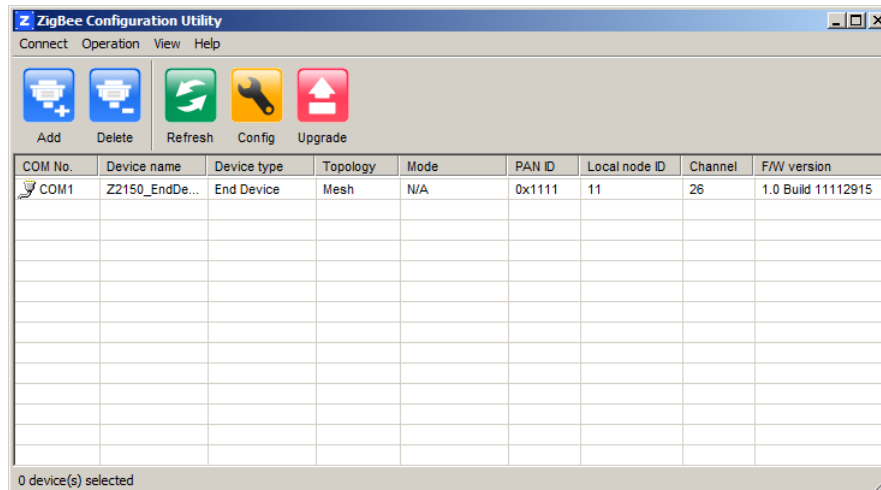 Z ZigBee Configuration Utility
Connect Operation View Help
Add Delete Refresh Config Upgrade
COM No. Device name Device type Topology Mode PAN ID Local node ID Channel F/W version
COM1 Z2150_EndDe... End Device Mesh N/A 0x1111 11 26 1.0 Build 11112915
0 device(s) selected